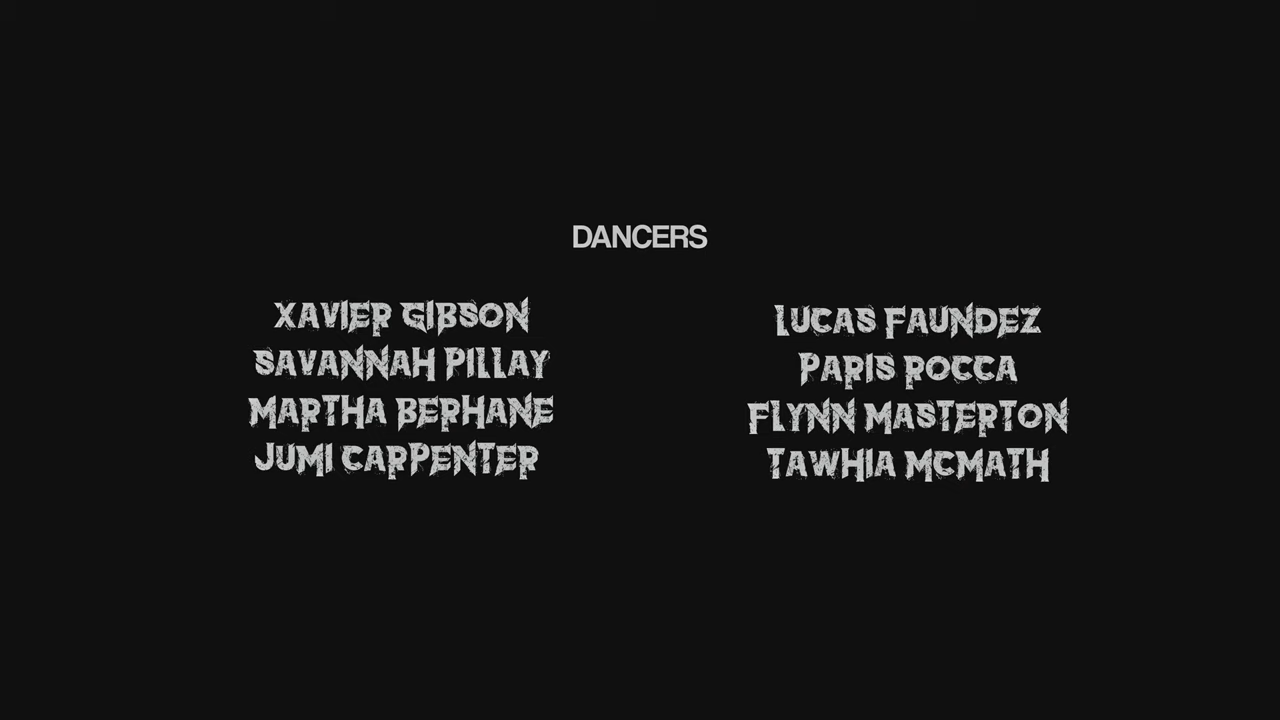 DANCERS
XAVIER GIBSON
SAVANNAH PILLAY
MARTHA BERHANE
JUMI CARPENTER
LUCAS FAUNDEZ
PARIS ROCCA
FLYNN MASTERTON
TAWHIA MCMATH